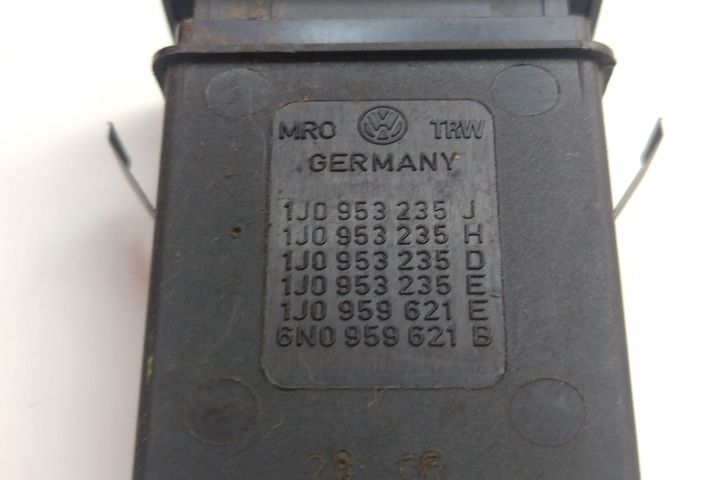 MRO VW TRW
GERMANY
1J0 953 235 J
1J0 953 235 H
1J0 953 235 D
1J0 953 235 E
1J0 959 621 E
6N0 959 621 B